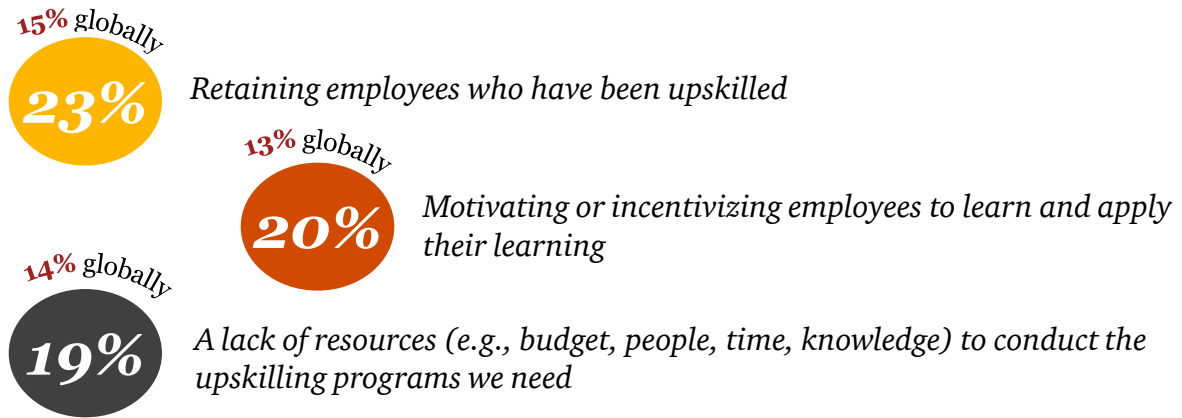 15% globally
23%
Retaining employees who have been upskilled
13% globally
20%
Motivating or incentivizing employees to learn and apply
their learning
14% globally
19%
A lack of resources (e.g., budget, people, time, knowledge) to conduct the
upskilling programs we need